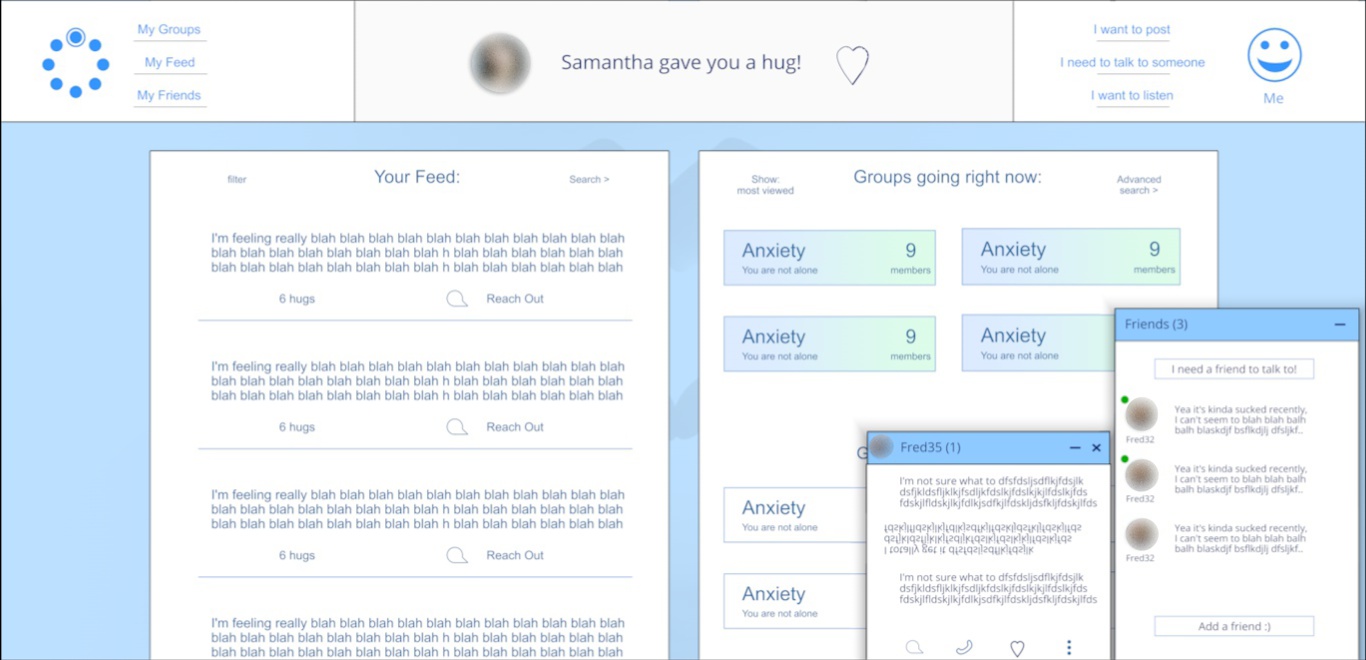 My Groups
My Feed
My Friends
Samantha gave you a hug!
I want to post
I need to talk to someone
I want to listen
Me
filter
Your Feed:
Search >
I'm feeling really blah blah blah blah blah blah blah blah blah blah blah
blah blah blah blah blah blah blah blah h blah blah blah blah blah blah
blah blah blah blah blah blah blah blah h blah blah blah blah blah blah
6 hugs
Reach Out
I'm feeling really blah blah blah blah blah blah blah blah blah blah blah
blah blah blah blah blah blah blah blah h blah blah blah blah blah blah
blah blah blah blah blah blah blah blah h blah blah blah blah blah blah
6 hugs
Reach Out
I'm feeling really blah blah blah blah blah blah blah blah blah blah blah
blah blah blah blah blah blah blah blah h blah blah blah blah blah blah
blah blah blah blah blah blah blah blah h blah blah blah blah blah blah
6 hugs
Reach Out
I'm feeling really blah blah blah blah blah blah blah blah blah blah blah
blah blah blah blah blah blah blah blah h blah blah blah blah blah blah
blah blah blah blah blah blah blah blah h blah blah blah blah blah blah
Show:
most viewed
Groups going right now:
Advanced
search >
Anxiety
9
You are not alone
members
Anxiety
9
You are not alone
members
Anxiety
9
You are not alone
members
Anxiety
You are not alone
G
Anxiety
You are not alone
Anxiety
You are not alone
Fred35 (1)
I'm not sure what to dfsfdsljsdflkjfdsjlk
I totally get it
I'm not sure what to dfsfdsljsdflkjfdsjlk
Friends (3)
I need a friend to talk to!
Yea it's kinda sucked recently,
I can't seem to blah blah balh
balh blaskdjf bsflkdjlj dfsljkf..
Fred32
Yea it's kinda sucked recently,
I can't seem to blah blah balh
balh blaskdjf bsflkdjlj dfsljkf..
Fred32
Yea it's kinda sucked recently,
I can't seem to blah blah balh
balh blaskdjf bsflkdjlj dfsljkf..
Fred32
Add a friend :)